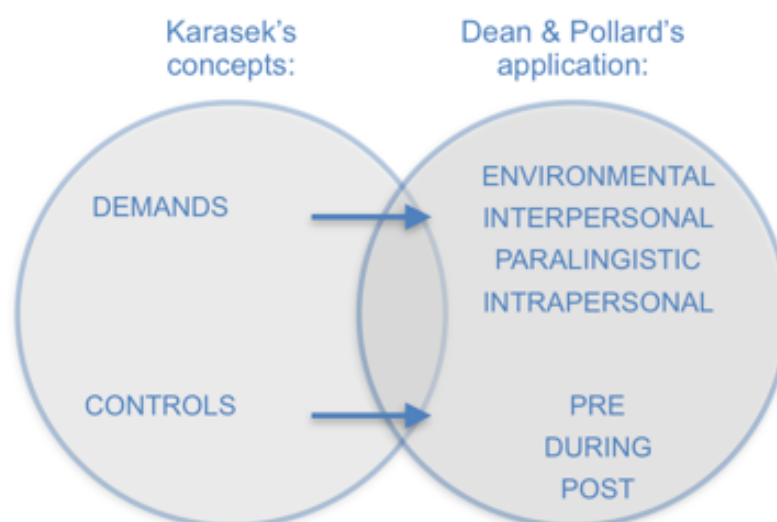 Karasek's
concepts:
Dean & Pollard's
application:
DEMANDS
ENVIRONMENTAL
INTERPERSONAL
PARALINGISTIC
INTRAPERSONAL
CONTROLS
PRE
DURING
POST